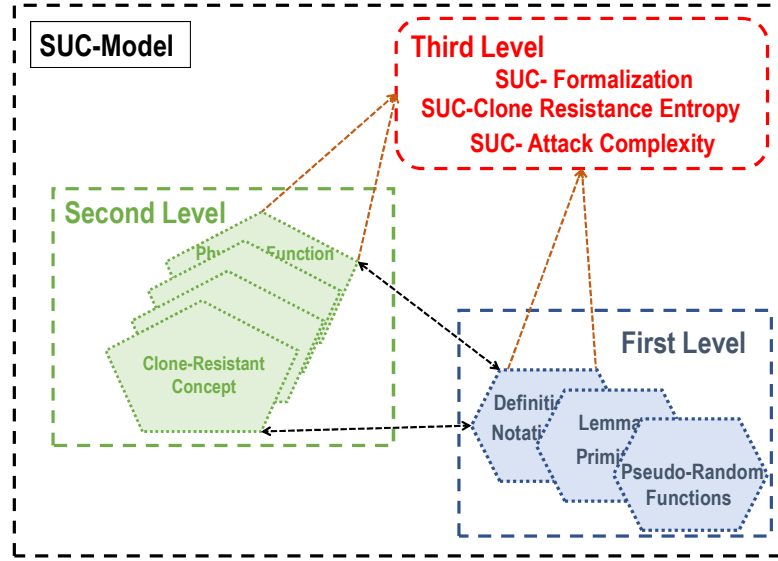 SUC-Model
Third Level
SUC- Formalization
SUC-Clone Resistance Entropy
SUC- Attack Complexity
Second Level
Function
Clone-Resistant
Concept
First Level
Pseudo-Random
Functions